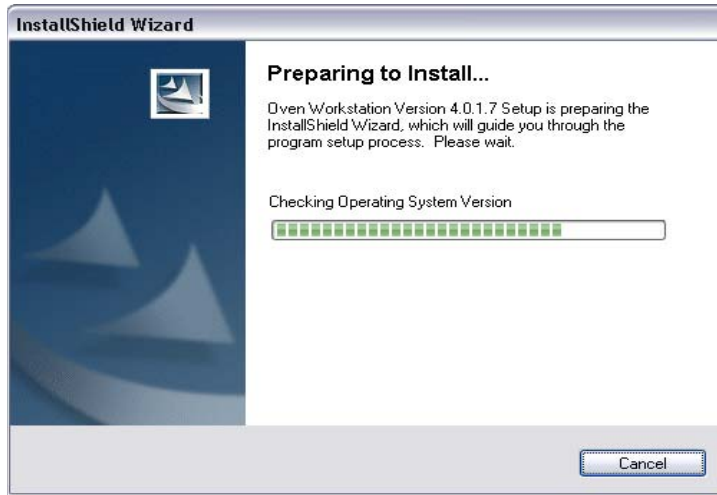 InstallShield Wizard
Preparing to Install...
Oven Workstation Version 4.0.1.7 Setup is preparing the
InstallShield Wizard, which will guide you through the
program setup process. Please wait.
Checking Operating System Version
Cancel